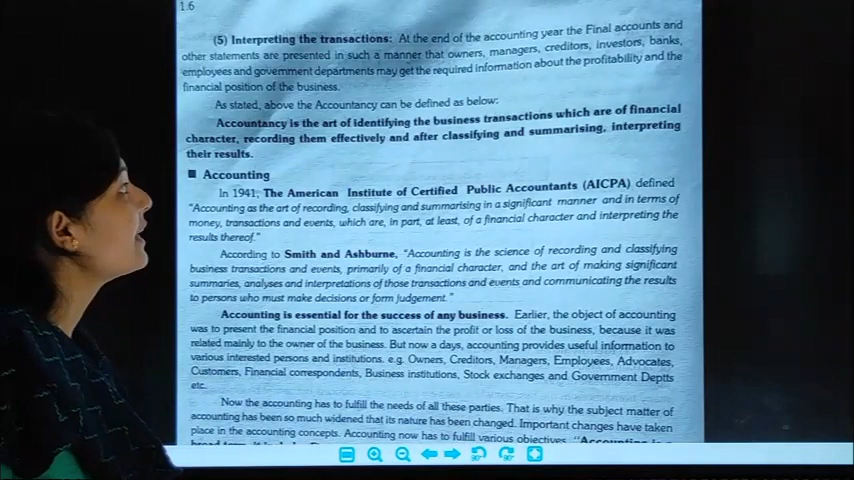 1.6
(5) Interpreting the transactions: At the end of the accounting year the Final accounts and
other statements are presented in such a manner that owners, managers, creditors, investors, banks,
employees and government departments may get the required information about the profitability and the
financial position of the business.
As stated, above the Accountancy can be defined as below:
Accountancy is the art of identifying the business transactions which are of financial
character, recording them effectively and after classifying and summarising, interpreting
their results.
■ Accounting
In 1941, The American Institute of Certified Public Accountants (AICPA) defined
"Accounting as the art of recording, classifying and summarising in a significant manner and in terms of
money, transactions and events, which are, in part, at least, of a financial character and interpreting the
results thereof."
According to Smith and Ashburne, "Accounting is the science of recording and classifying
business transactions and events, primarily of a financial character, and the art of making significant
summaries, analyses and interpretations of those transactions and events and communicating the results
to persons who must make decisions or form judgement."
Accounting is essential for the success of any business. Earlier, the object of accounting
was to present the financial position and to ascertain the profit or loss of the business, because it was
related mainly to the owner of the business. But now a days, accounting provides useful information to
various interested persons and institutions. e.g. Owners, Creditors, Managers, Employees, Advocates,
Customers, Financial correspondents, Business institutions, Stock exchanges and Government Deptts
etc.
Now the accounting has to fulfill the needs of all these parties. That is why the subject matter of
accounting has been so much widened that its nature has been changed. Important changes have taken
place in the accounting concepts. Accounting now has to fulfill various objectives. "Accounting is a
90°
90°